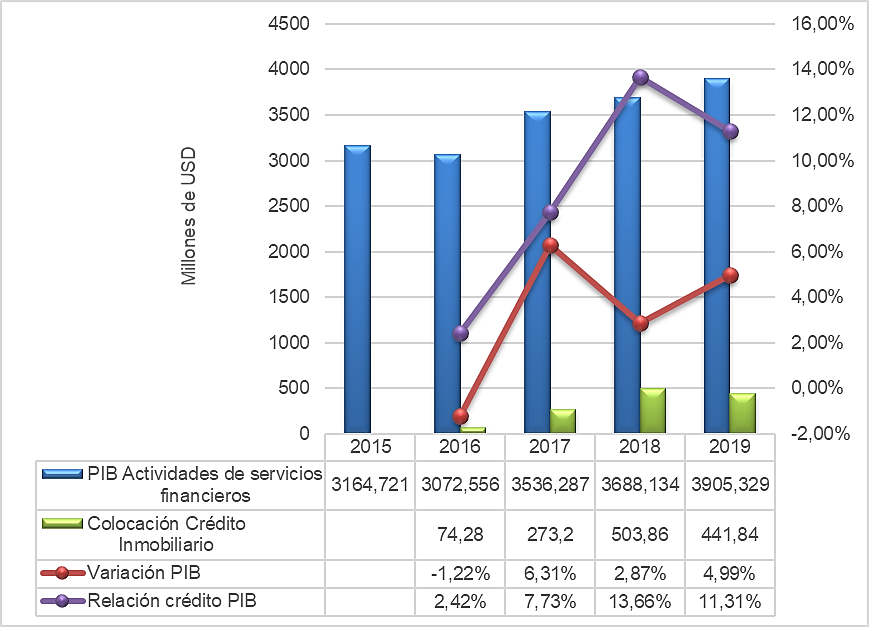 4500
4000
3500
3000
2500
2000
1500
1000
500
0
Millones de USD
16,00%
14,00%
12,00%
10,00%
8,00%
6,00%
4,00%
2,00%
0,00%
-2,00%
2015 2016 2017 2018 2019
PIB Actividades de servicios
financieros
3164,721 3072,556 3536,287 3688,134 3905,329
Colocación Crédito
Inmobiliario
74,28 273,2 503,86 441,84
Variación PIB -1,22% 6,31% 2,87% 4,99%
Relación crédito PIB 2,42% 7,73% 13,66% 11,31%